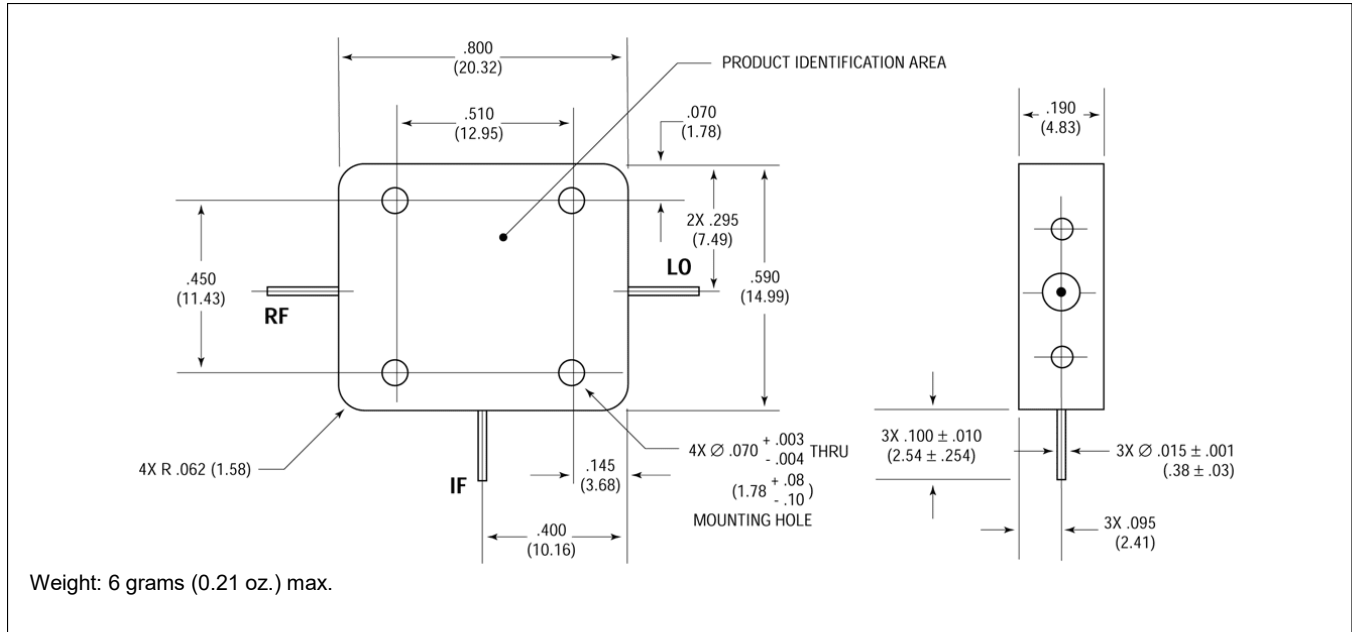 .800
(20.32)
PRODUCT IDENTIFICATION AREA
.510
(12.95)
.070
(1.78)
.190
(4.83)
2X .295
(7.49)
LO
.590
(14.99)
.450
(11.43)
RF
4X R .062 (1.58)
IF
.145
(3.68)
4X Ø .070 + .003 - .004 THRU
(1.78 + .08 - .10 )
MOUNTING HOLE
.400
(10.16)
3X .100 ± .010
(2.54 ± .254)
3X Ø .015 ± .001
(.38 ± .03)
3X .095
(2.41)
Weight: 6 grams (0.21 oz.) max.